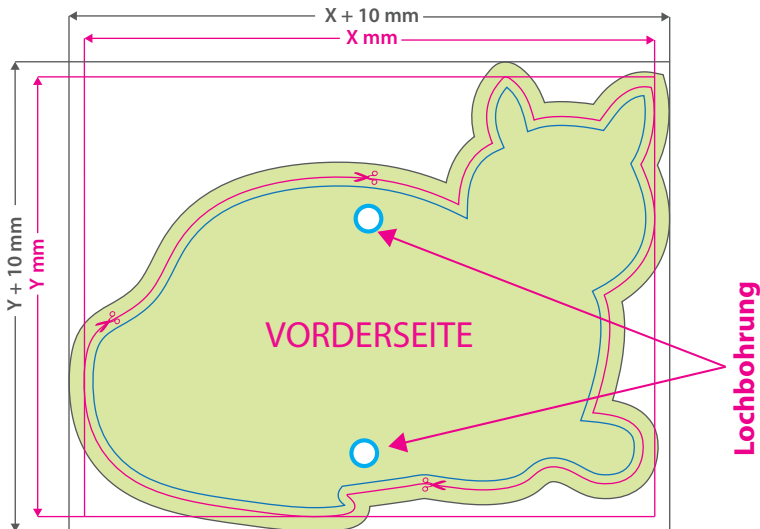 X + 10 mm
X mm
Y + 10 mm
Y mm
VORDERSEITE
Lochbohrung